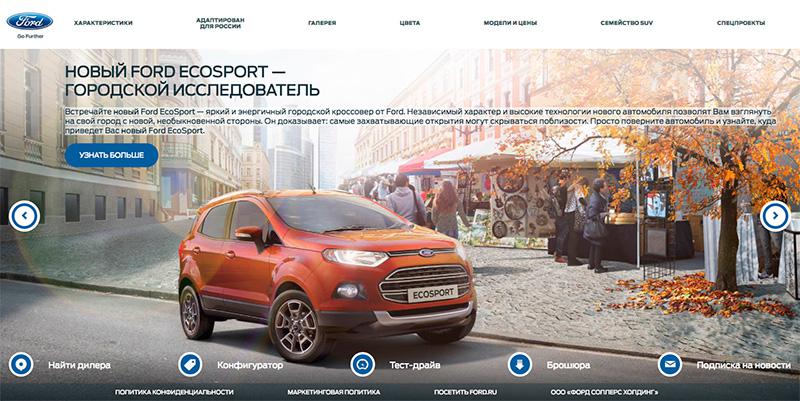 Ford
Go Further
ХАРАКТЕРИСТИКИ
АДАПТИРОВАН
ДЛЯ РОССИИ
ГАЛЕРЕЯ
ЦВЕТА
МОДЕЛИ И ЦЕНЫ
СЕМЕЙСТВО SUV
СПЕЦПРОЕКТЫ
НОВЫЙ FORD ECOSPORT —
ГОРОДСКОЙ ИССЛЕДОВАТЕЛЬ
Встречайте новый Ford EcoSport — яркий и энергичный городской кроссовер от Ford. Независимый характер и высокие технологии нового автомобиля позволят Вам взглянуть
на свой город с новой, необыкновенной стороны. Он доказывает: самые захватывающие открытия могут скрываться поблизости. Просто поверните автомобиль и узнайте, куда
приведет Вас новый Ford EcoSport.
УЗНАТЬ БОЛЬШЕ
ECOSPORT
Найти дилера
Конфигуратор
Тест-драйв
Брошюра
Подписка на новости
ПОЛИТИКА КОНФИДЕНЦИАЛЬНОСТИ
МАРКЕТИНГОВАЯ ПОЛИТИКА
ПОСЕТИТЬ FORD.RU
ООО «ФОРД СОЛЛЕРС ХОЛДИНГ»